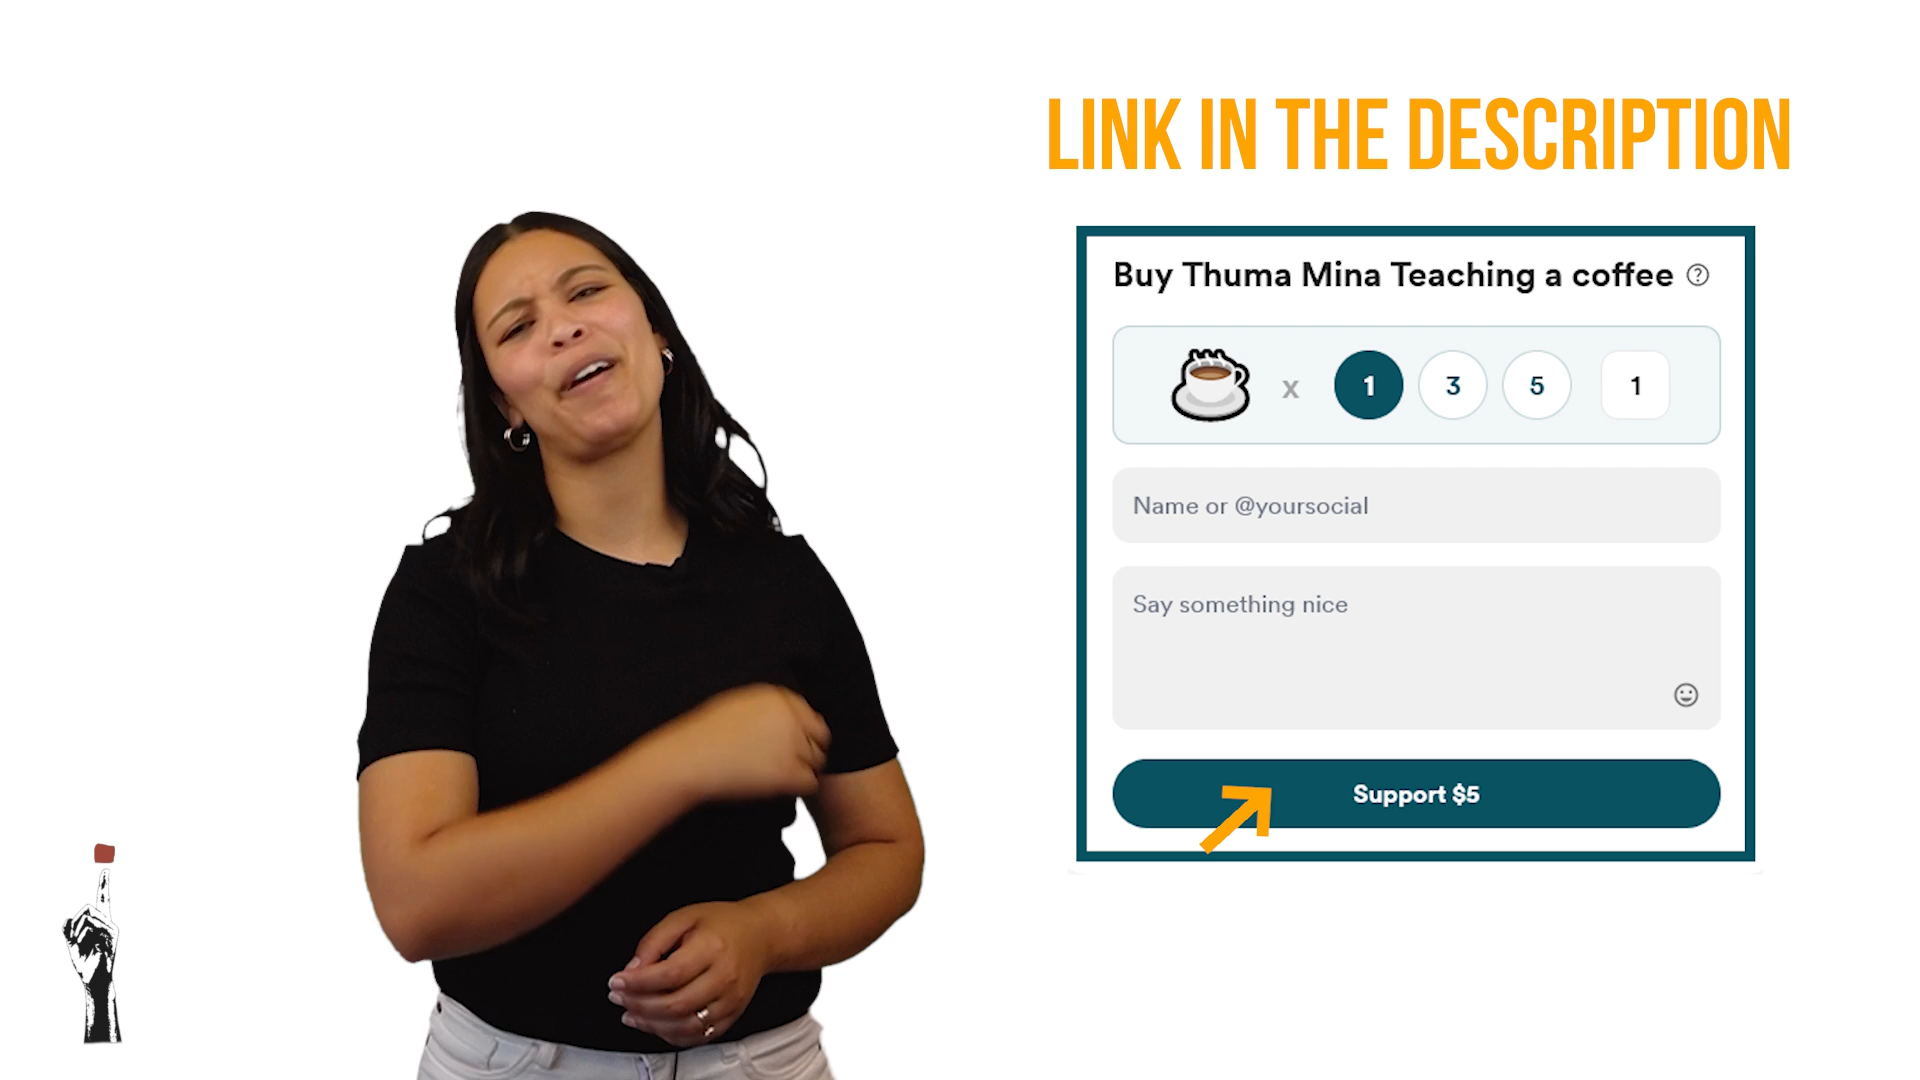 LINK IN THE DESCRIPTION
Buy Thuma Mina Teaching a coffee ?
x 1 3 5 1
Name or @yoursocial
Say something nice
Support $5